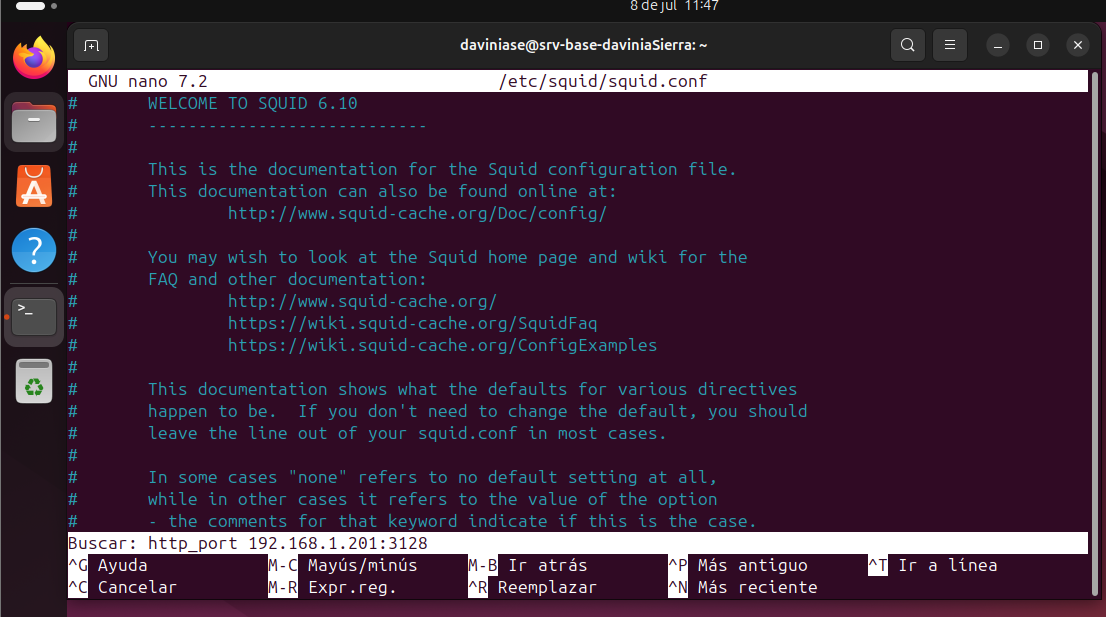 8 de jul 11:47
daviniase@srv-base-daviniaSierra: ~
GNU nano 7.2 /etc/squid/squid.conf
# WELCOME TO SQUID 6.10
# ----------------------------
#
# This is the documentation for the Squid configuration file.
# This documentation can also be found online at:
# http://www.squid-cache.org/Doc/config/
#
# You may wish to look at the Squid home page and wiki for the
# FAQ and other documentation:
# http://www.squid-cache.org/
# https://wiki.squid-cache.org/SquidFaq
# https://wiki.squid-cache.org/ConfigExamples
#
# This documentation shows what the defaults for various directives
# happen to be.  If you don't need to change the default, you should
# leave the line out of your squid.conf in most cases.
#
# In some cases "none" refers to no default setting at all,
# while in other cases it refers to the value of the option
# - the comments for that keyword indicate if this is the case.
Buscar: http_port 192.168.1.201:3128
^G Ayuda M-C Mayús/minús M-B Ir atrás ^P Más antiguo ^T Ir a línea
^C Cancelar M-R Expr.reg. ^R Reemplazar ^N Más reciente